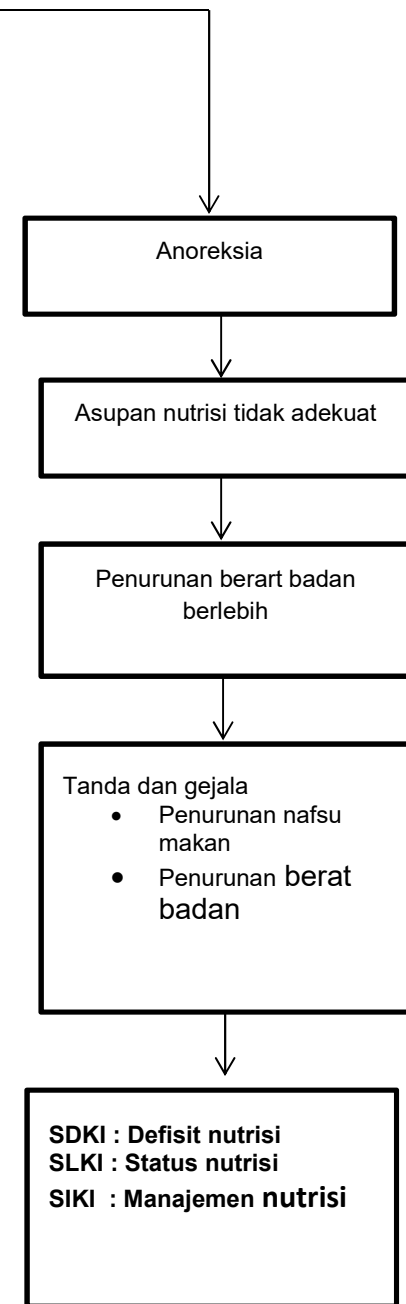 Anoreksia
Asupan nutrisi tidak adekuat
Penurunan berart badan
berlebih
Tanda dan gejala
• Penurunan nafsu
makan
• Penurunan berat
badan
SDKI : Defisit nutrisi
SLKI : Status nutrisi
SIKI : Manajemen nutrisi